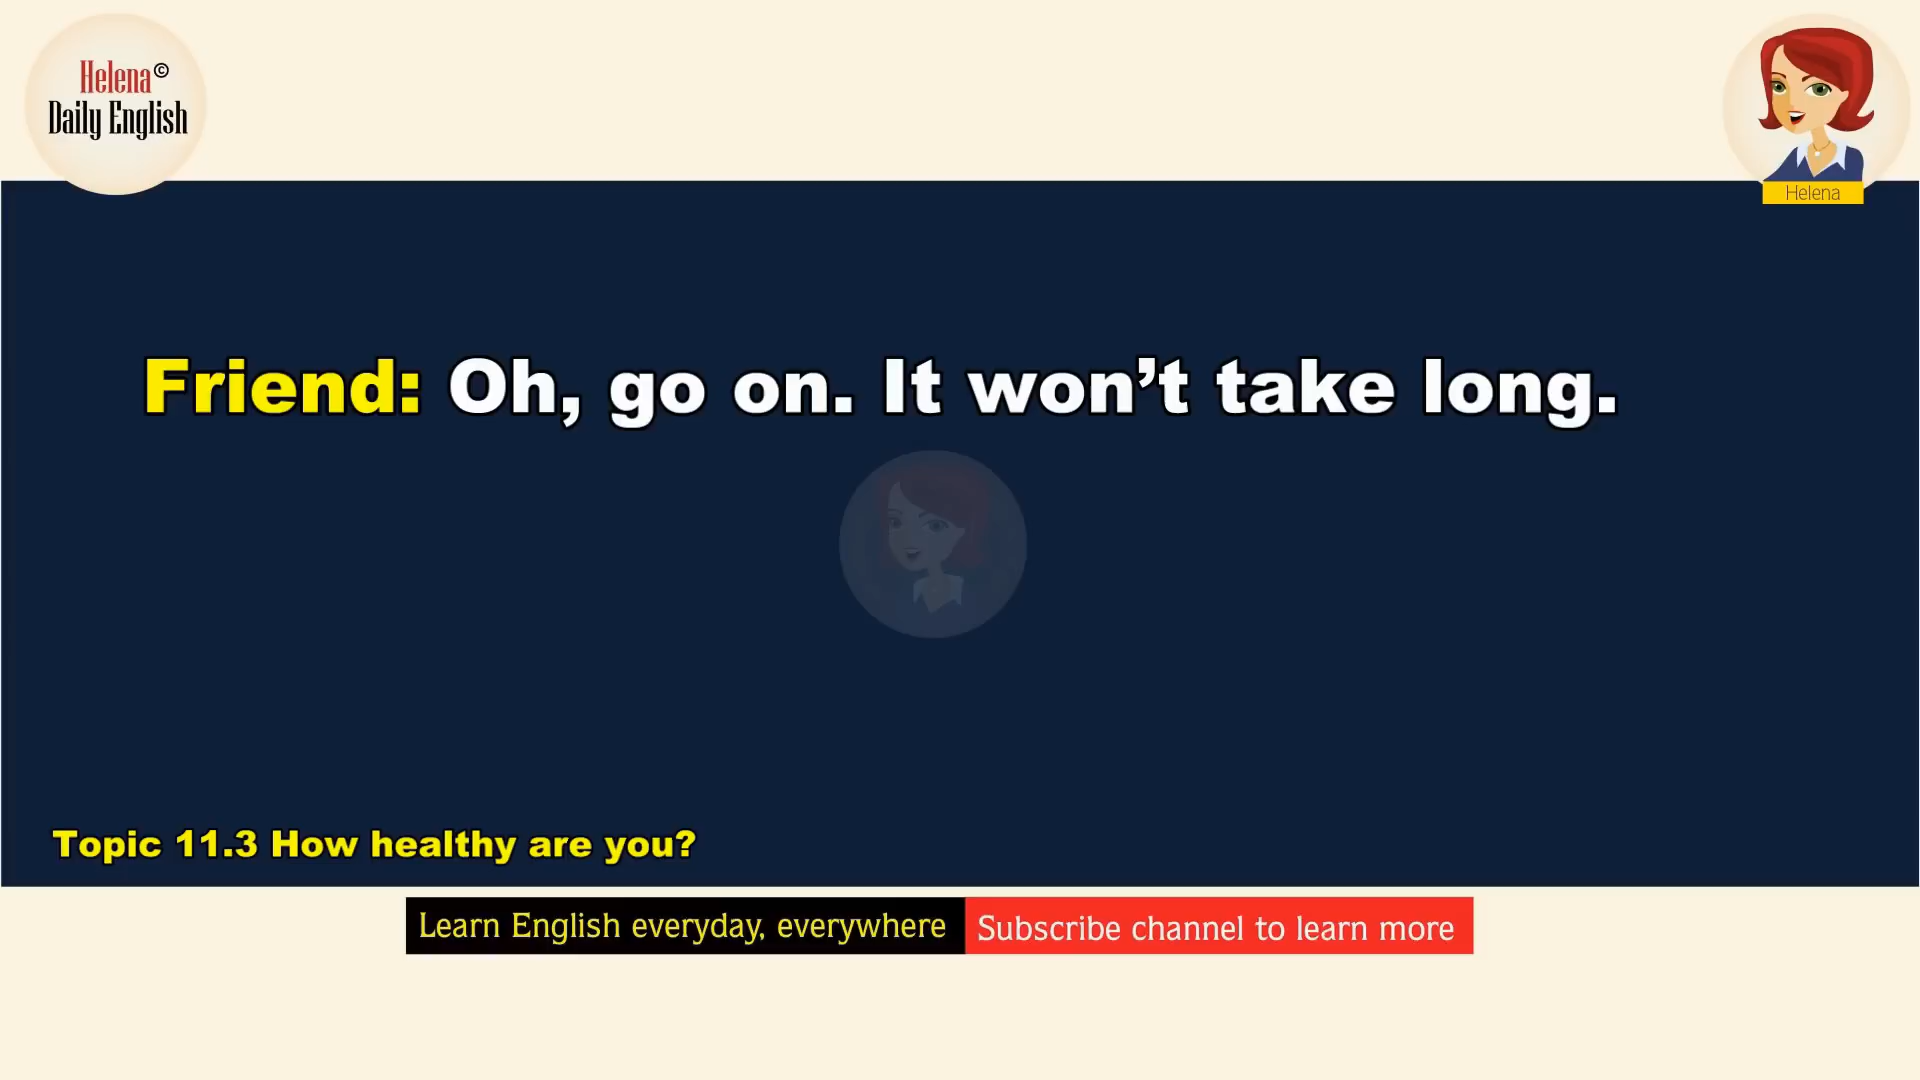 Helena©
Daily English
Helena
Friend: Oh, go on. It won’t take long.
Topic 11.3 How healthy are you?
Learn English everyday, everywhere
Subscribe channel to learn more